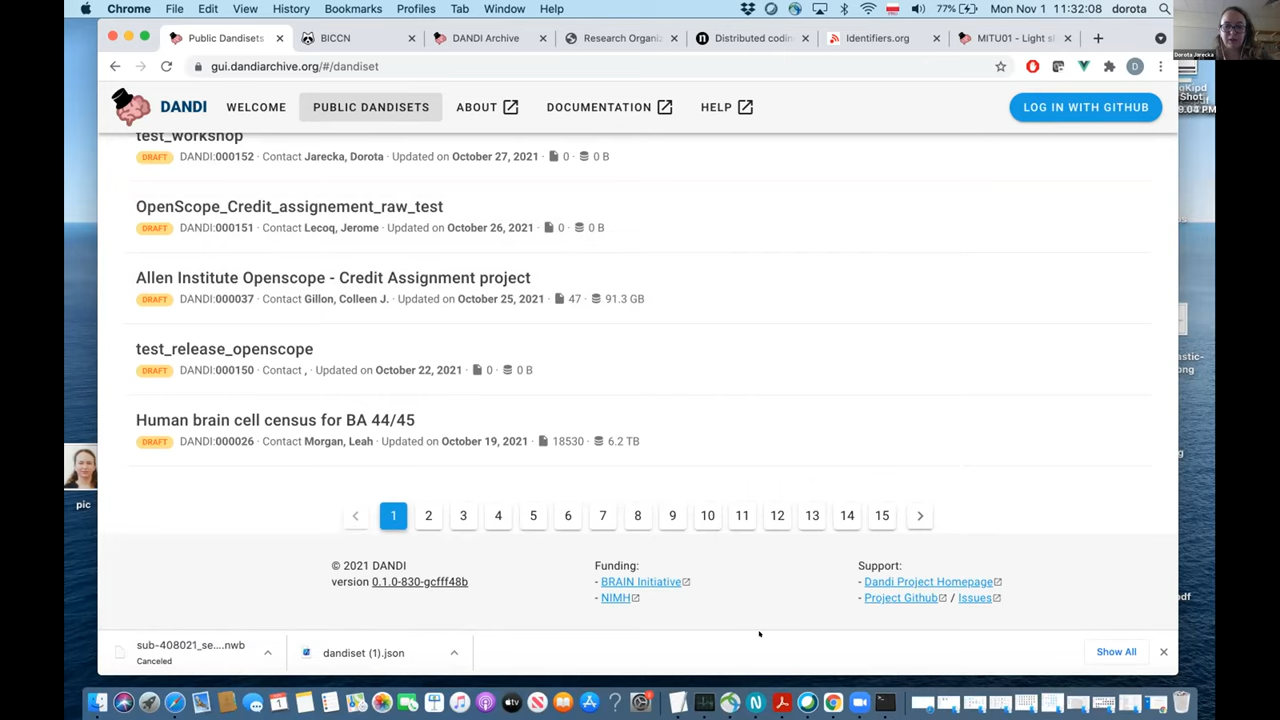 Chrome File Edit View History Bookmarks Profiles Tab Window Help 77% Mon Nov 1 11:32:08 dorota
Public Dandisets BICCN DANDI Archive Research Organiz Distributed codin Identifiers.org MITU01 - Light s
Dorota Jarecka
gui.dandiarchive.org/#/dandiset D
Shot
9.04 PM
DANDI WELCOME PUBLIC DANDISETS ABOUT DOCUMENTATION HELP LOG IN WITH GITHUB
test_workshop
DRAFT DANDI:000152 · Contact Jarecka, Dorota · Updated on October 27, 2021 · 0 · 0 B
OpenScope_Credit_assignement_raw_test
DRAFT DANDI:000151 · Contact Lecoq, Jerome · Updated on October 26, 2021 · 0 · 0 B
Allen Institute Openscope - Credit Assignment project
DRAFT DANDI:000037 · Contact Gillon, Colleen J. · Updated on October 25, 2021 · 47 · 91.3 GB
test_release_openscope
DRAFT DANDI:000150 · Contact , · Updated on October 22, 2021 · 0 · 0 B
astic-
ong
Human brain cell census for BA 44/45
DRAFT DANDI:000026 · Contact Morgan, Leah · Updated on October 19, 2021 · 18530 · 6.2 TB
pic
< 1 2 3 4 5 6 7 8 9 10 11 12 13 14 15 >
© 2021 DANDI
version 0.1.0-830-gcfff48b
Funding:
- BRAIN Initiative
- NIMH
Support:
- Dandi Project Homepage
- Project Github / Issues
pdf
sub-408021_se....nwb
Canceled
dandiset (1).json
Show All